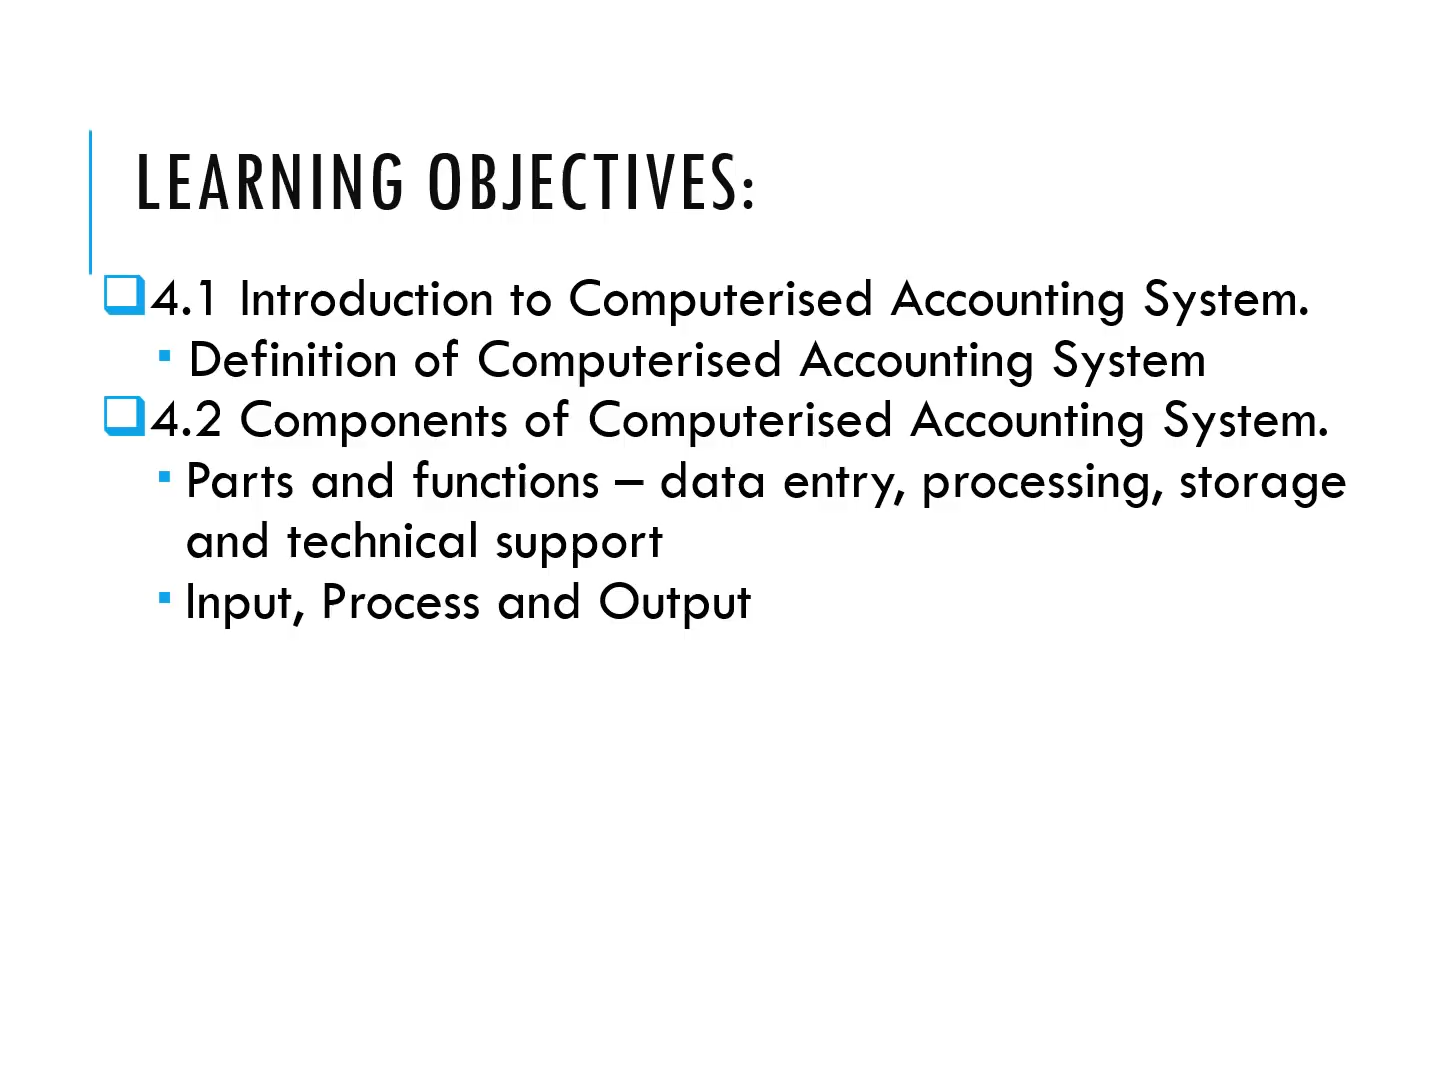 LEARNING OBJECTIVES:
4.1 Introduction to Computerised Accounting System.
Definition of Computerised Accounting System
4.2 Components of Computerised Accounting System.
Parts and functions – data entry, processing, storage
and technical support
Input, Process and Output